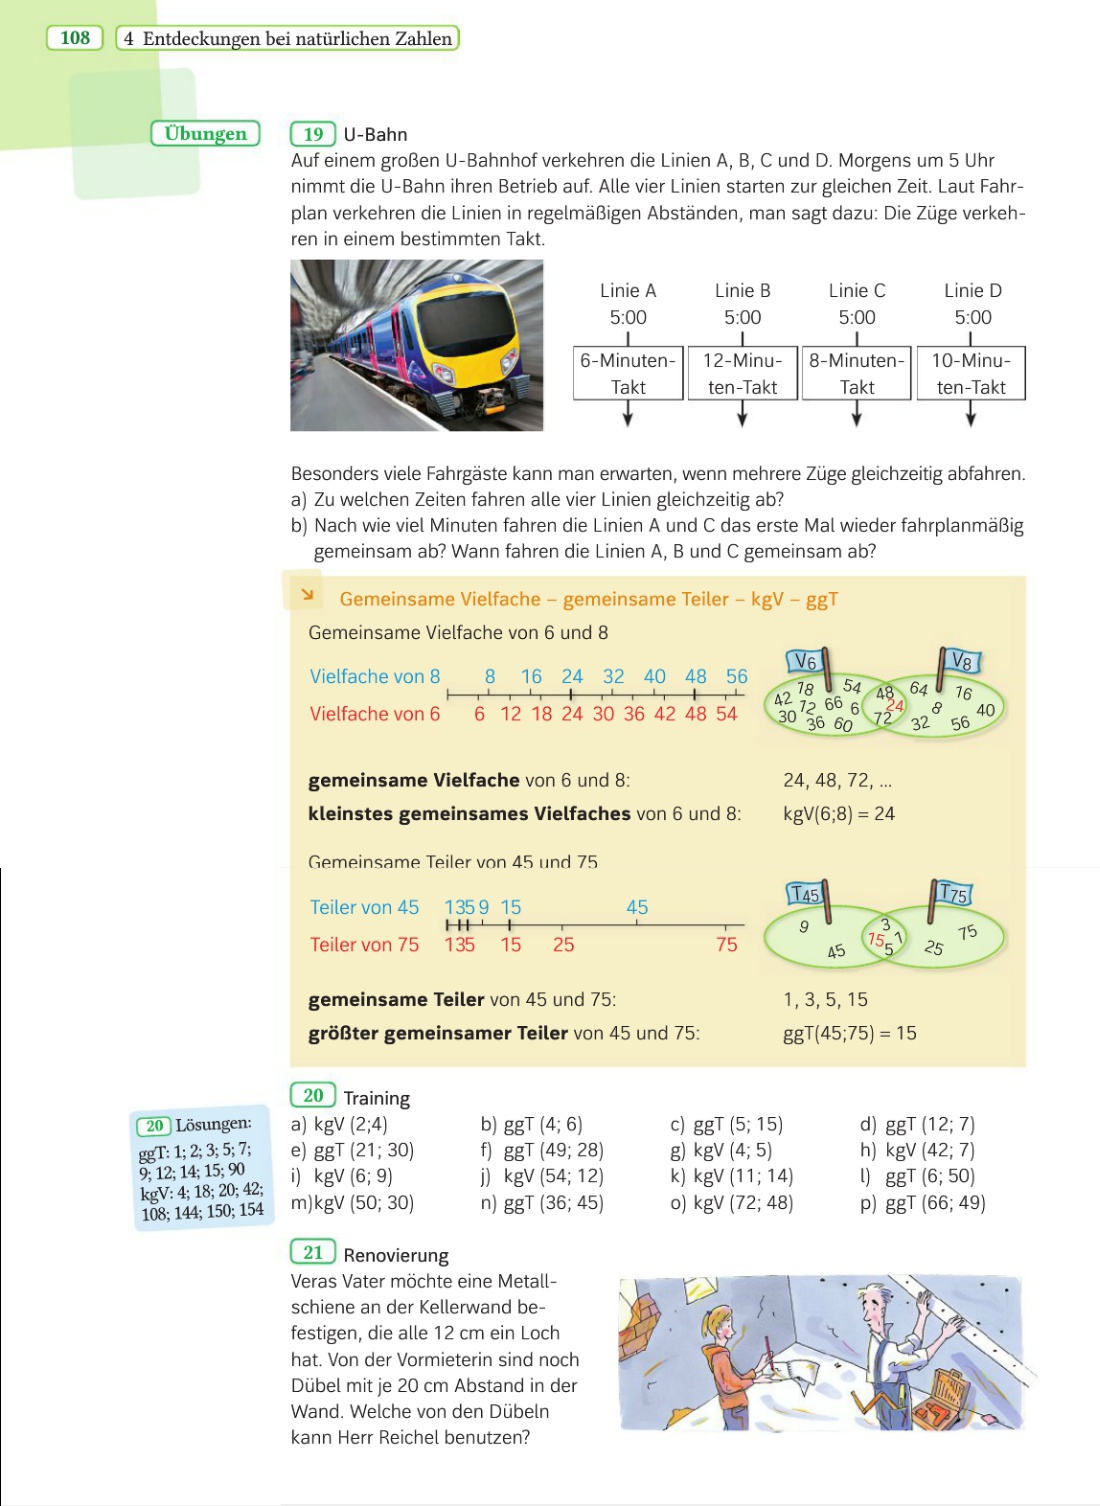 108
4 Entdeckungen bei natürlichen Zahlen
Übungen
19 U-Bahn
Auf einem großen U-Bahnhof verkehren die Linien A, B, C und D. Morgens um 5 Uhr
nimmt die U-Bahn ihren Betrieb auf. Alle vier Linien starten zur gleichen Zeit. Laut Fahr-
plan verkehren die Linien in regelmäßigen Abständen, man sagt dazu: Die Züge verkeh-
ren in einem bestimmten Takt.
Linie A Linie B Linie C Linie D
5:00 5:00 5:00 5:00
6-Minuten- 12-Minu- 8-Minuten- 10-Minu-
Takt ten-Takt Takt ten-Takt
Besonders viele Fahrgäste kann man erwarten, wenn mehrere Züge gleichzeitig abfahren.
a) Zu welchen Zeiten fahren alle vier Linien gleichzeitig ab?
b) Nach wie viel Minuten fahren die Linien A und C das erste Mal wieder fahrplanmäßig
gemeinsam ab? Wann fahren die Linien A, B und C gemeinsam ab?
Gemeinsame Vielfache – gemeinsame Teiler – kgV – ggT
Gemeinsame Vielfache von 6 und 8
Vielfache von 8 8 16 24 32 40 48 56
Vielfache von 6 6 12 18 24 30 36 42 48 54
V6 V8
42 18 54 48 64 16
30 72 66 6 24 8 40
36 60 72 32 56
gemeinsame Vielfache von 6 und 8: 24, 48, 72, ...
kleinstes gemeinsames Vielfaches von 6 und 8: kgV(6;8) = 24
Gemeinsame Teiler von 45 und 75
Teiler von 45 1 3 5 9 15 45
Teiler von 75 1 3 5 15 25 75
T45 T75
9 3 75
45 15 1 5 25
gemeinsame Teiler von 45 und 75: 1, 3, 5, 15
größter gemeinsamer Teiler von 45 und 75: ggT(45;75) = 15
20 Training
a) kgV (2;4) b) ggT (4; 6) c) ggT (5; 15) d) ggT (12; 7)
e) ggT (21; 30) f) ggT (49; 28) g) kgV (4; 5) h) kgV (42; 7)
i) kgV (6; 9) j) kgV (54; 12) k) kgV (11; 14) l) ggT (6; 50)
m)kgV (50; 30) n) ggT (36; 45) o) kgV (72; 48) p) ggT (66; 49)
20 Lösungen:
ggT: 1; 2; 3; 5; 7;
9; 12; 14; 15; 90
kgV: 4; 18; 20; 42;
108; 144; 150; 154
21 Renovierung
Veras Vater möchte eine Metall-
schiene an der Kellerwand be-
festigen, die alle 12 cm ein Loch
hat. Von der Vormieterin sind noch
Dübel mit je 20 cm Abstand in der
Wand. Welche von den Dübeln
kann Herr Reichel benutzen?